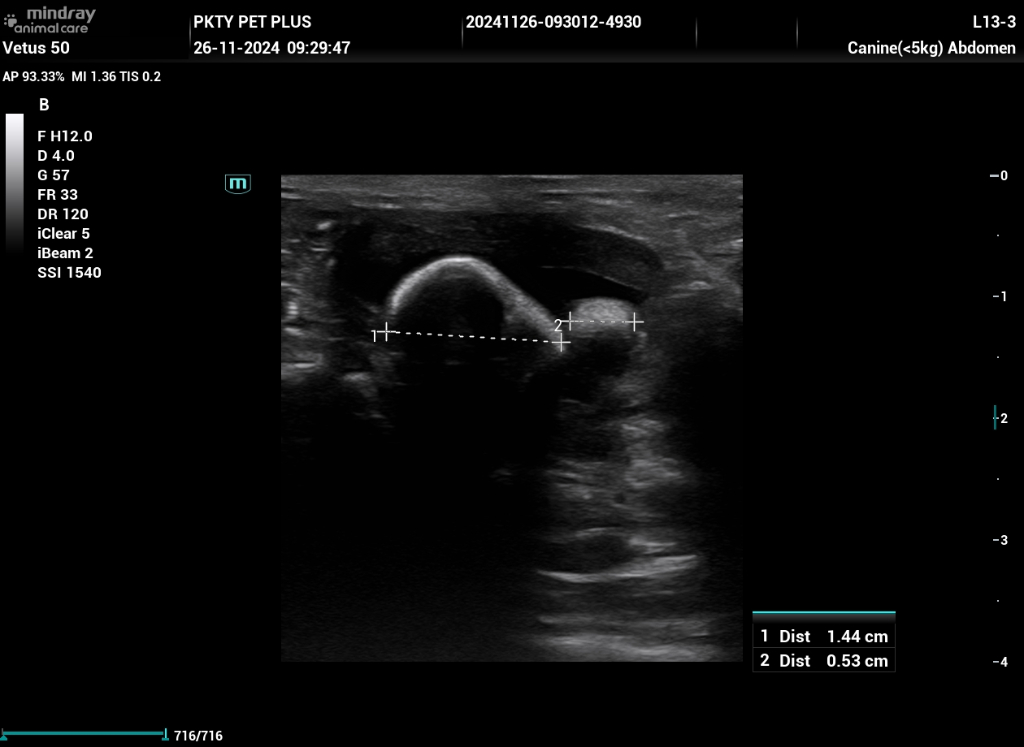 mindray
animalcare
PKTY PET PLUS
20241126-093012-4930
L13-3
Vetus 50
26-11-2024 09:29:47
Canine(<5kg) Abdomen
AP 93.33% MI 1.36 TIS 0.2
B
F H12.0
D 4.0
G 57
FR 33
DR 120
iClear 5
iBeam 2
SSI 1540
m
0
1
2
3
4
1
2
1 Dist 1.44 cm
2 Dist 0.53 cm
716/716